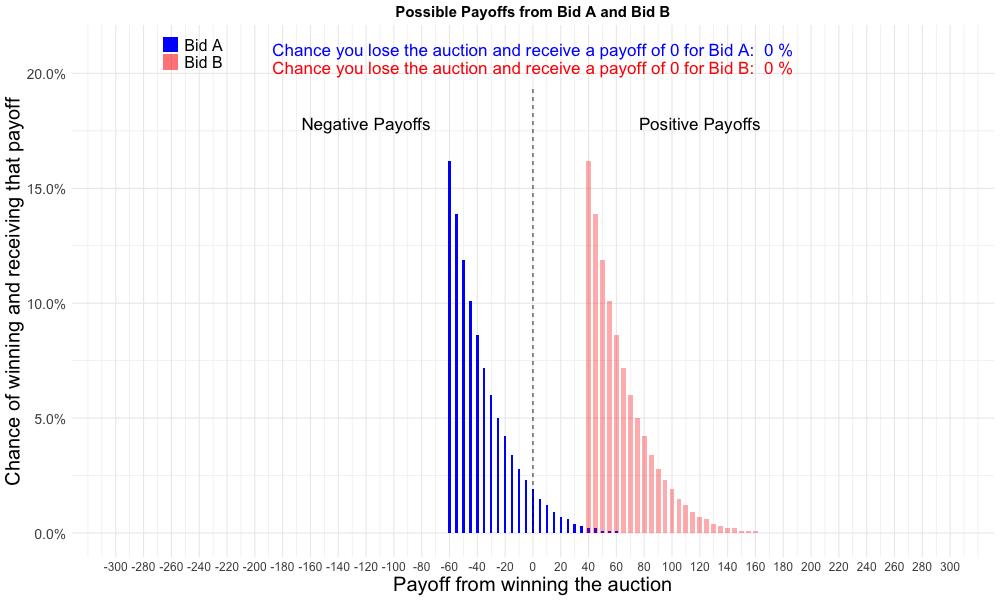 Possible Payoffs from Bid A and Bid B
Bid A
Bid B
Chance you lose the auction and receive a payoff of 0 for Bid A:  0 %
Chance you lose the auction and receive a payoff of 0 for Bid B:  0 %
Negative Payoffs
Positive Payoffs
Chance of winning and receiving that payoff
20.0%
15.0%
10.0%
5.0%
0.0%
-300 -280 -260 -240 -220 -200 -180 -160 -140 -120 -100 -80 -60 -40 -20 0 20 40 60 80 100 120 140 160 180 200 220 240 260 280 300
Payoff from winning the auction